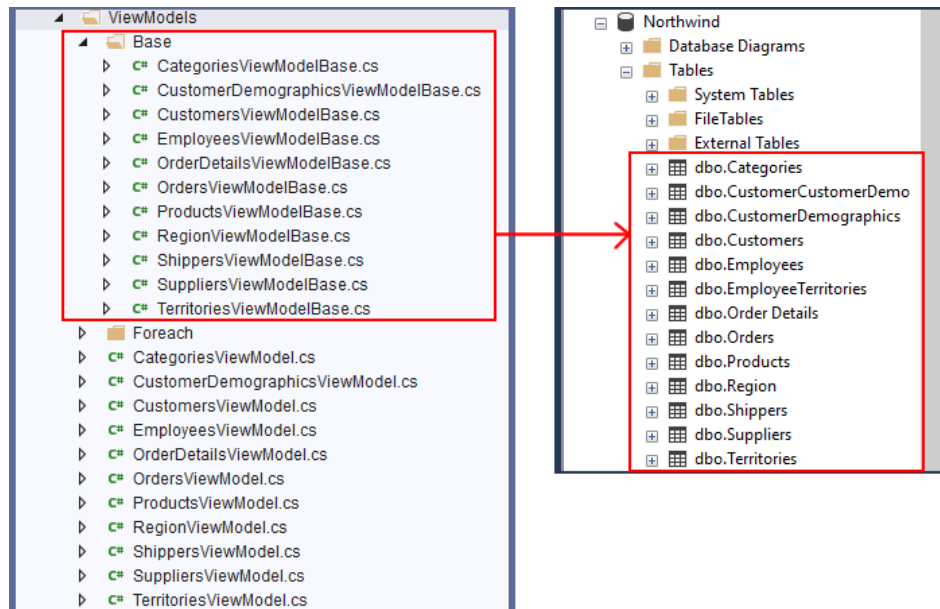 ViewModels
Base
C# CategoriesViewModelBase.cs
C# CustomerDemographicsViewModelBase.cs
C# CustomersViewModelBase.cs
C# EmployeesViewModelBase.cs
C# OrderDetailsViewModelBase.cs
C# OrdersViewModelBase.cs
C# ProductsViewModelBase.cs
C# RegionViewModelBase.cs
C# ShippersViewModelBase.cs
C# SuppliersViewModelBase.cs
C# TerritoriesViewModelBase.cs
Foreach
C# CategoriesViewModel.cs
C# CustomerDemographicsViewModel.cs
C# CustomersViewModel.cs
C# EmployeesViewModel.cs
C# OrderDetailsViewModel.cs
C# OrdersViewModel.cs
C# ProductsViewModel.cs
C# RegionViewModel.cs
C# ShippersViewModel.cs
C# SuppliersViewModel.cs
C# TerritoriesViewModel.cs
Northwind
Database Diagrams
Tables
System Tables
FileTables
External Tables
dbo.Categories
dbo.CustomerCustomerDemo
dbo.CustomerDemographics
dbo.Customers
dbo.Employees
dbo.EmployeeTerritories
dbo.Order Details
dbo.Orders
dbo.Products
dbo.Region
dbo.Shippers
dbo.Suppliers
dbo.Territories